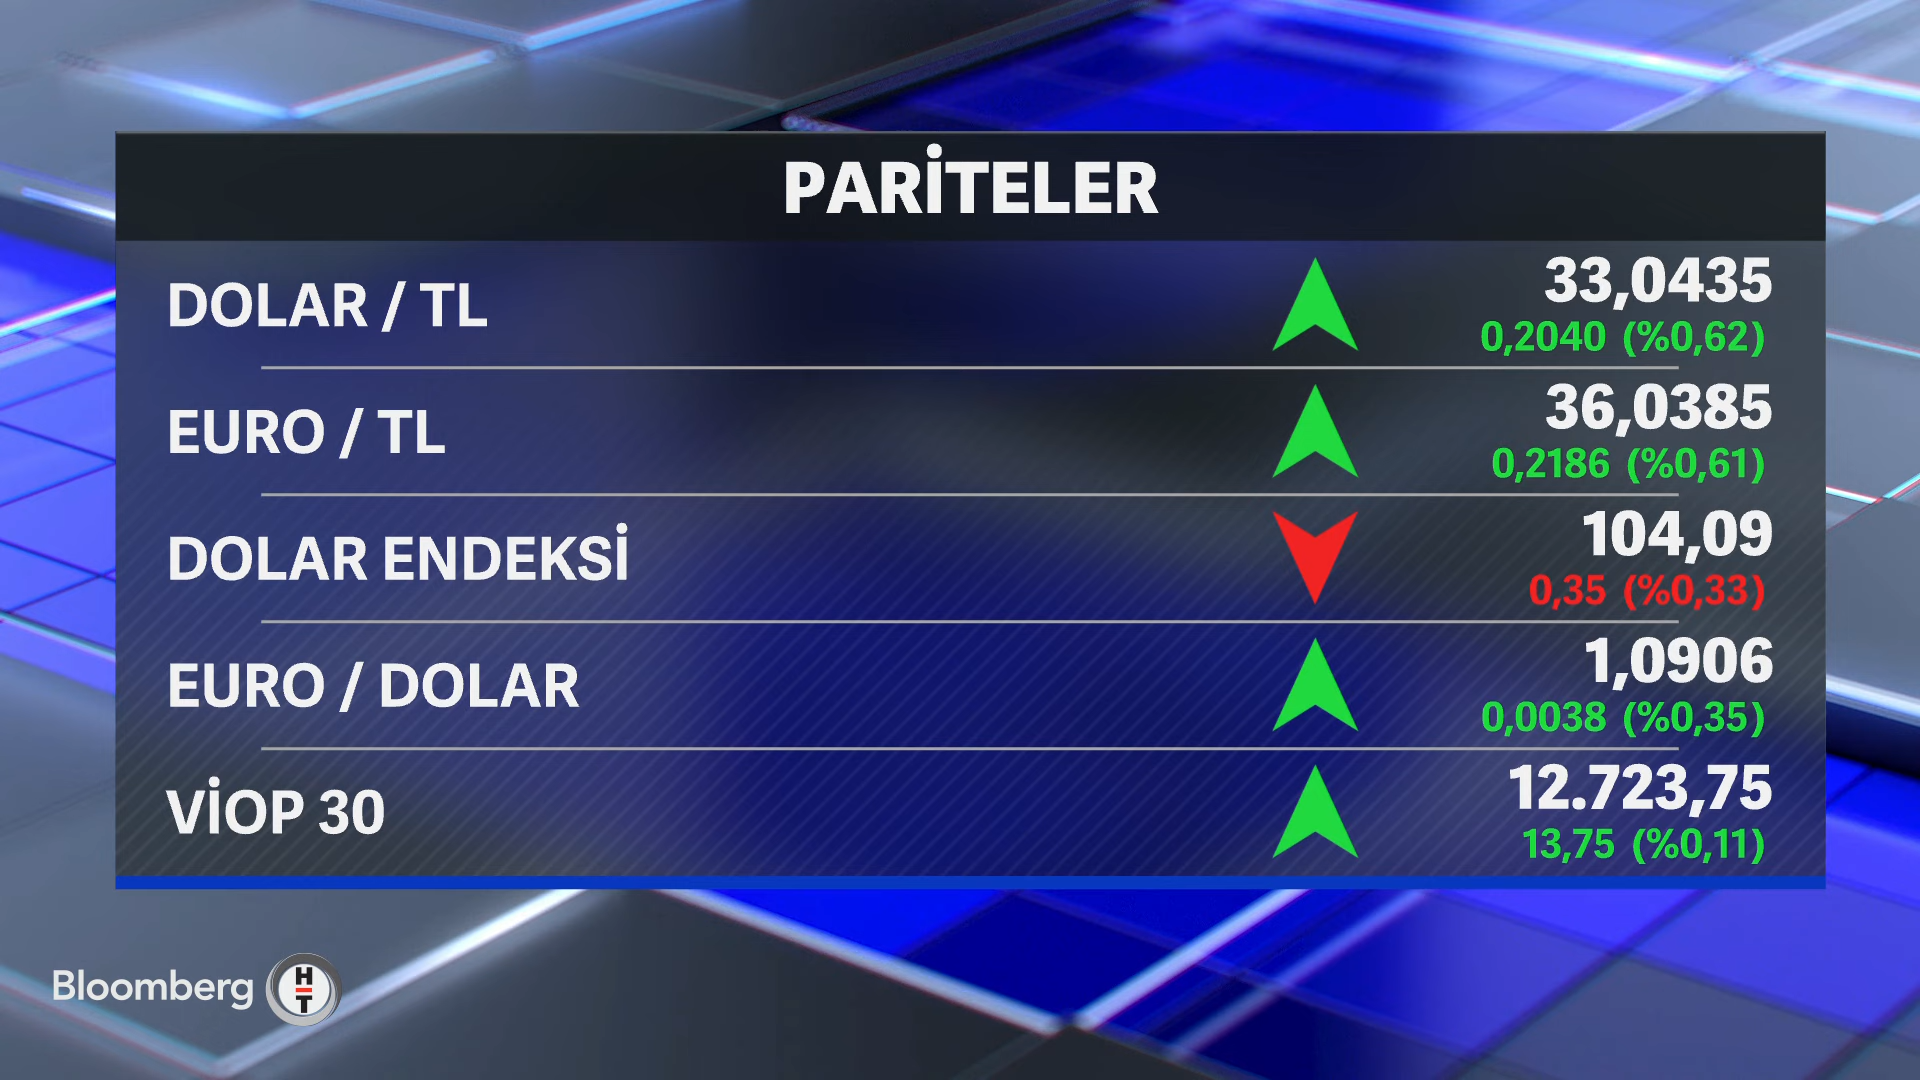 PARİTELER
DOLAR / TL
33,0435
0,2040 (%0,62)
EURO / TL
36,0385
0,2186 (%0,61)
DOLAR ENDEKSİ
104,09
0,35 (%0,33)
EURO / DOLAR
1,0906
0,0038 (%0,35)
VİOP 30
12.723,75
13,75 (%0,11)
Bloomberg HT